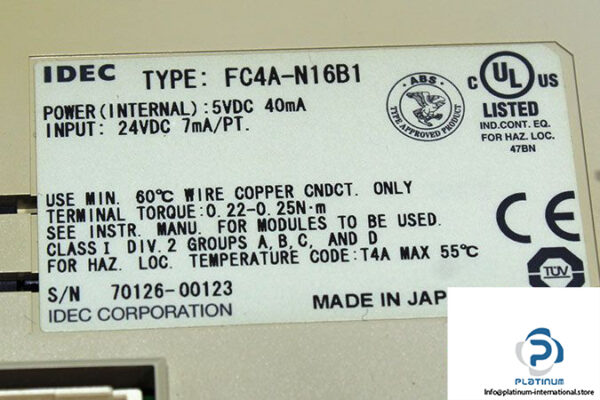 IDEC TYPE: FC4A-N16B1
POWER(INTERNAL):5VDC 40mA
INPUT: 24VDC 7mA/PT.
ABS
TYPE APPROVED PRODUCT
C UL US
LISTED
IND.CONT. EQ.
FOR HAZ. LOC.
47BN
USE MIN. 60℃ WIRE COPPER CNDCT. ONLY
TERMINAL TORQUE:0.22-0.25N·m
SEE INSTR. MANU. FOR MODULES TO BE USED.
CLASS I DIV.2 GROUPS A,B,C, AND D
FOR HAZ. LOC. TEMPERATURE CODE:T4A MAX 55℃
CE
TÜV
S/N 70126-00123
IDEC CORPORATION
MADE IN JAP
PLATINUM
http://platinum-international.store